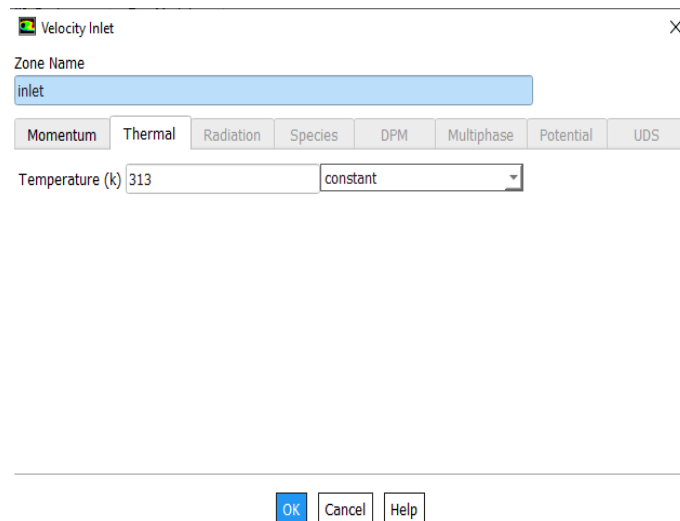 Velocity Inlet
Zone Name
inlet
Momentum Thermal Radiation Species DPM Multiphase Potential UDS
Temperature (k) 313 constant
OK Cancel Help